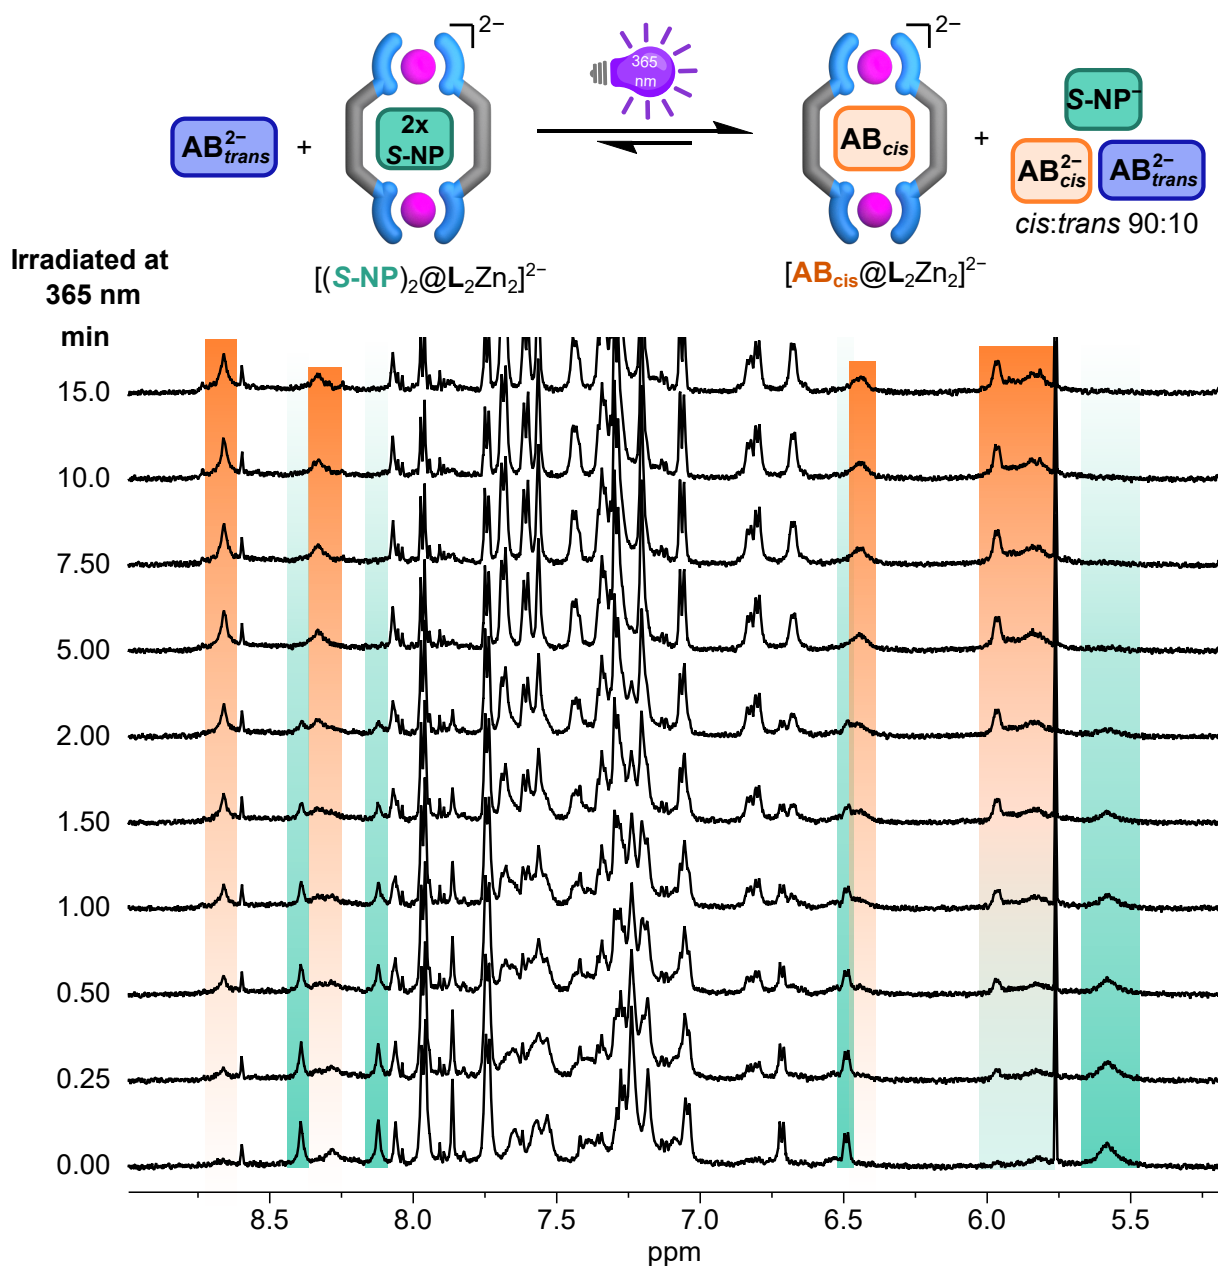 2−
2−
365
nm
S-NP−
AB2−trans
+
2x
S-NP
ABcis
+
AB2−cis
AB2−trans
cis:trans 90:10
Irradiated at
365 nm
[(S-NP)2@L2Zn2]2−
[ABcis@L2Zn2]2−
min
15.0
10.0
7.50
5.00
2.00
1.50
1.00
0.50
0.25
0.00
8.5 8.0 7.5 7.0 6.5 6.0 5.5
ppm